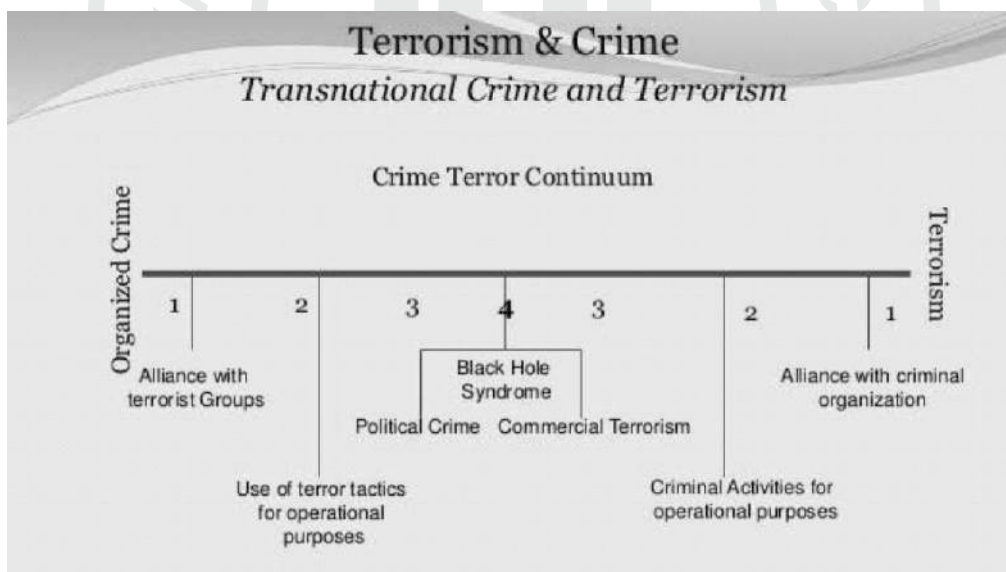 Terrorism & Crime
Transnational Crime and Terrorism
Crime Terror Continuum
Organized Crime
Terrorism
1
2
3
4
3
2
1
Alliance with
terrorist Groups
Black Hole
Syndrome
Alliance with criminal
organization
Political Crime
Commercial Terrorism
Use of terror tactics
for operational
purposes
Criminal Activities for
operational purposes